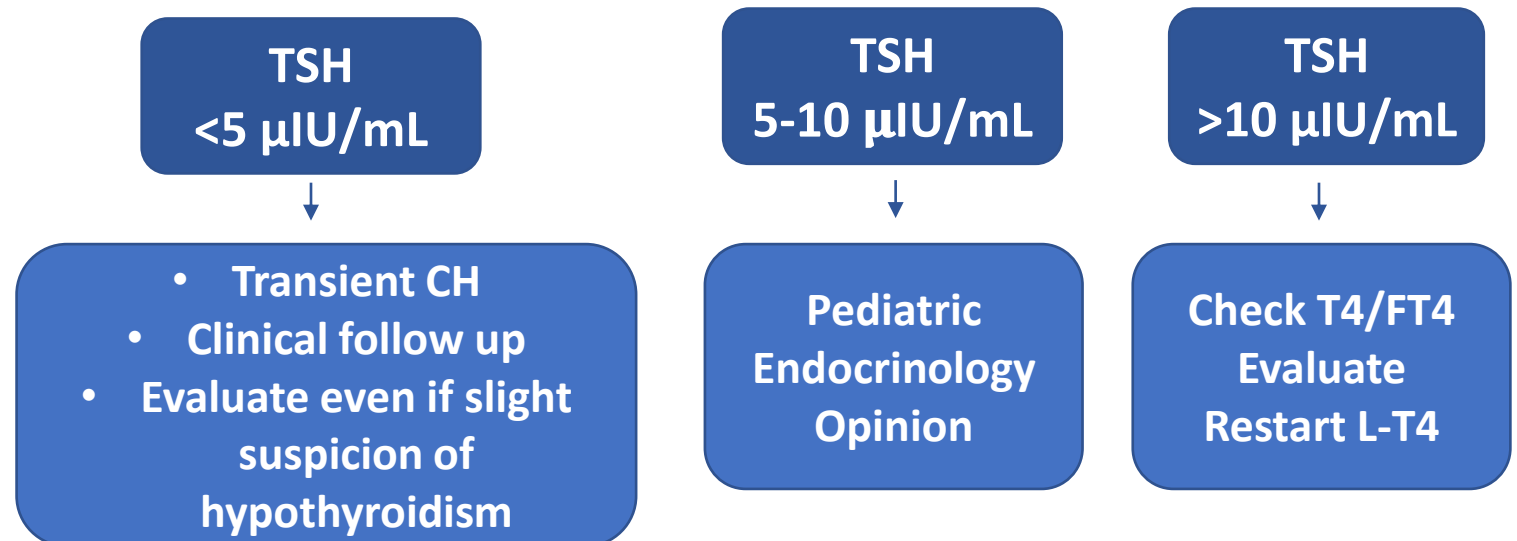 TSH
<5 µIU/mL
• Transient CH
• Clinical follow up
• Evaluate even if slight
suspicion of
hypothyroidism
TSH
5-10 µIU/mL
Pediatric
Endocrinology
Opinion
TSH
>10 µIU/mL
Check T4/FT4
Evaluate
Restart L-T4